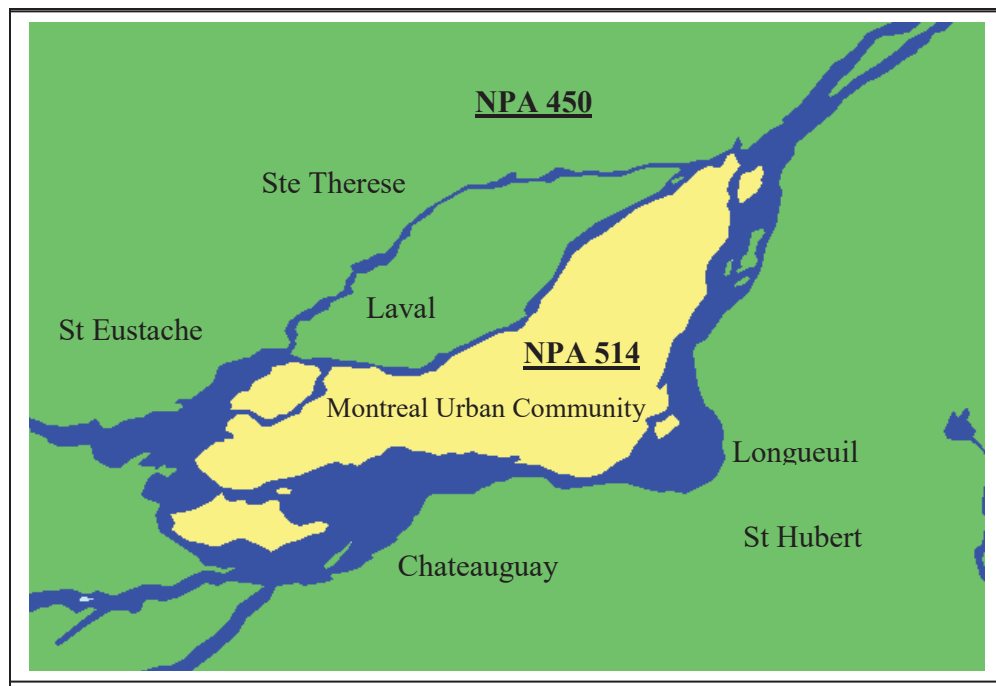 NPA 450
Ste Therese
Laval
St Eustache
NPA 514
Montreal Urban Community
Longueuil
St Hubert
Chateauguay